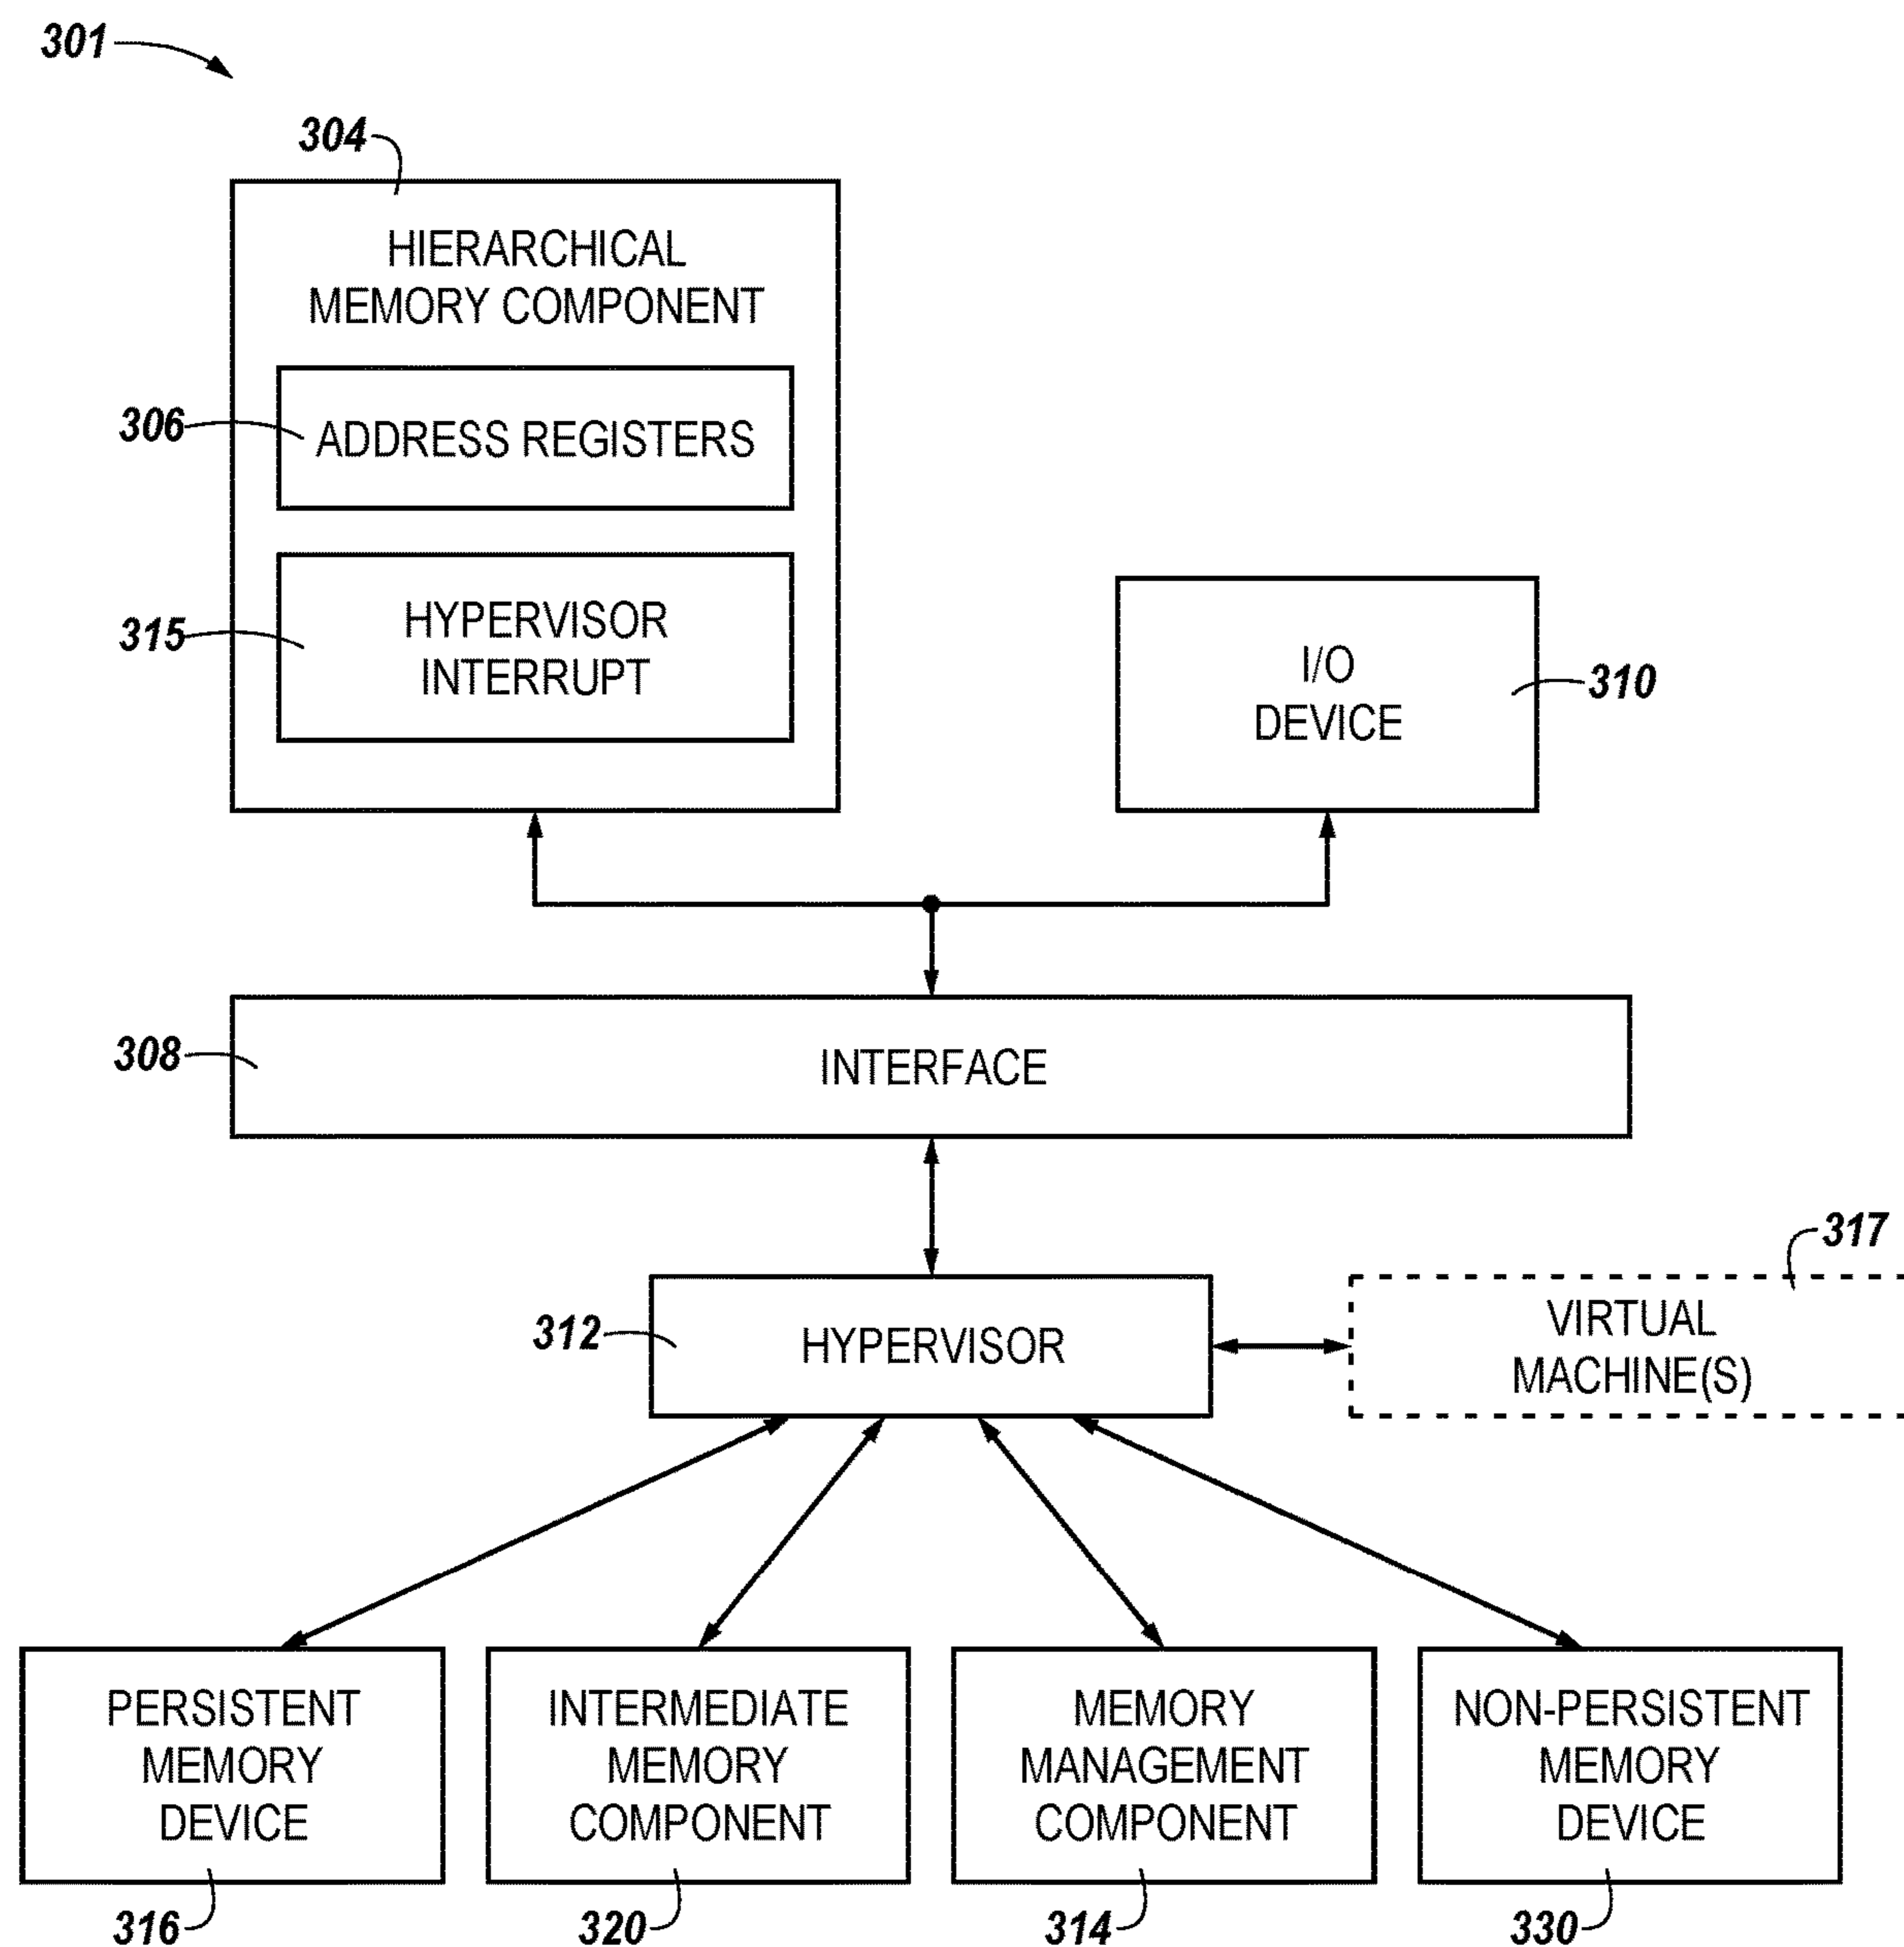 301
304
HIERARCHICAL
MEMORY COMPONENT
306
ADDRESS REGISTERS
315
HYPERVISOR
INTERRUPT
I/O
DEVICE
310
308
INTERFACE
317
312
HYPERVISOR
VIRTUAL
MACHINE(S)
PERSISTENT
MEMORY
DEVICE
316
INTERMEDIATE
MEMORY
COMPONENT
320
MEMORY
MANAGEMENT
COMPONENT
314
NON-PERSISTENT
MEMORY
DEVICE
330